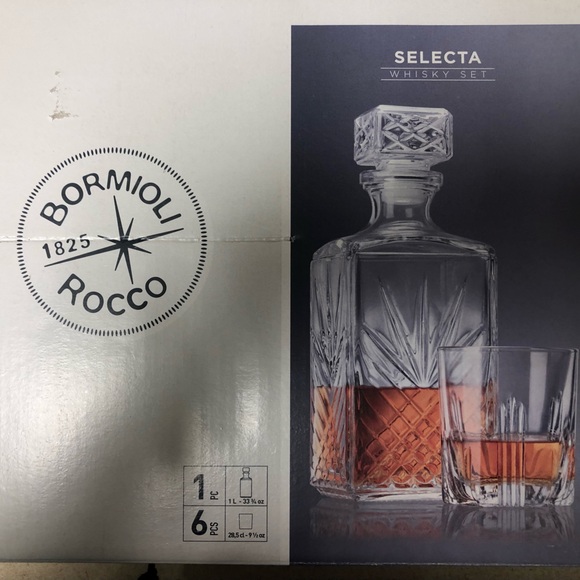 SELECTA
WHISKY SET
BORMIOLI
1825
ROCCO
1 PC
1 L - 33 ¾ oz
6 PCS
28,5 cl - 9 ½ oz